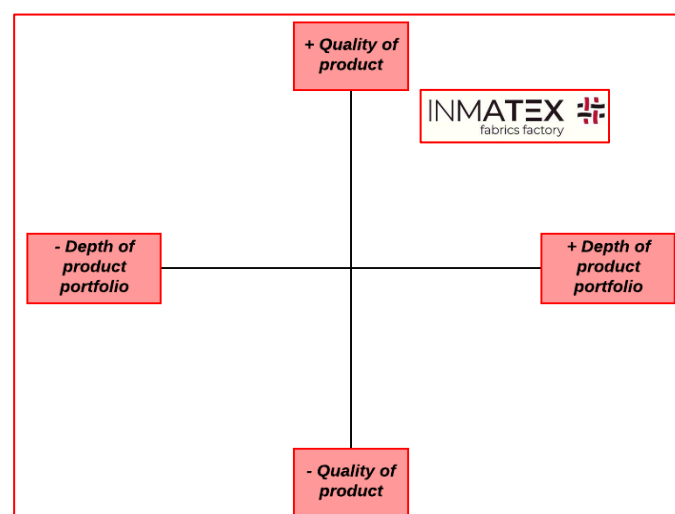 + Quality of
product
INMATEX
fabrics factory
- Depth of
product
portfolio
+ Depth of
product
portfolio
- Quality of
product